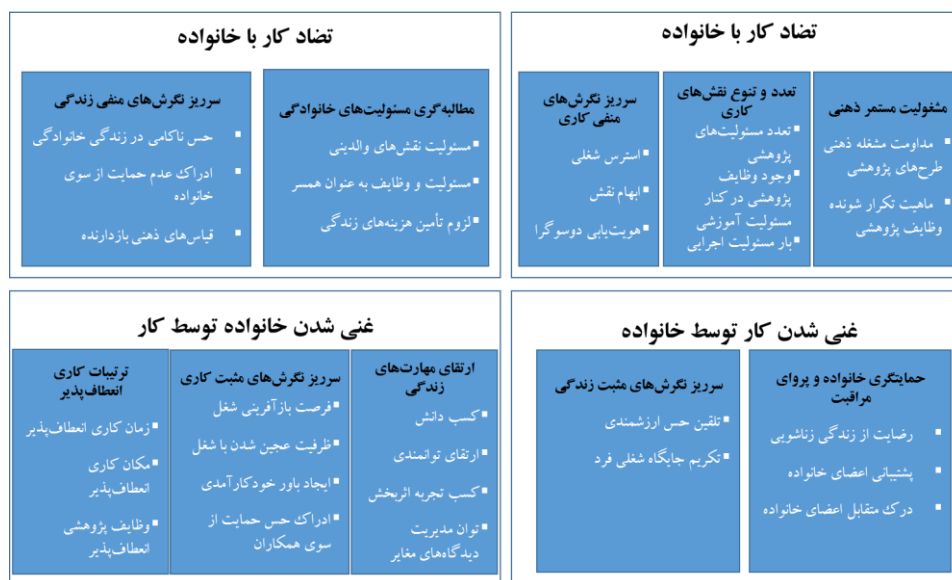 تضاد کار با خانواده
مشغولیت مستمر ذهنی
مداومت مشغله ذهنی
طرح‌های پژوهشی
ماهیت تکرار شونده
وظایف پژوهشی
تعدد و تنوع نقش‌های
کاری
تعدد مسئولیت‌های
پژوهشی
وجود وظایف
پژوهشی در کنار
مسئولیت آموزشی
بار مسئولیت اجرایی
سرریز نگرش‌های
منفی کاری
استرس شغلی
ابهام نقش
هویت‌یابی دوسوگرا
تضاد کار با خانواده
مطالبه‌گری مسئولیت‌های خانوادگی
مسئولیت نقش‌های والدینی
مسئولیت و وظایف به عنوان همسر
لزوم تأمین هزینه‌های زندگی
سرریز نگرش‌های منفی زندگی
حس ناکامی در زندگی خانوادگی
ادراک عدم حمایت از سوی
خانواده
قیاس‌های ذهنی بازدارنده
غنی شدن کار توسط خانواده
حمایتگری خانواده و پروای
مراقبت
رضایت از زندگی زناشویی
پشتیبانی اعضای خانواده
درک متقابل اعضای خانواده
سرریز نگرش‌های مثبت زندگی
تلقین حس ارزشمندی
تکریم جایگاه شغلی فرد
غنی شدن خانواده توسط کار
ارتقای مهارت‌های
زندگی
کسب دانش
ارتقای توانمندی
کسب تجربه اثربخش
توان مدیریت
دیدگاه‌های مغایر
سرریز نگرش‌های مثبت کاری
فرصت بازآفرینی شغل
ظرفیت عجین شدن با شغل
ایجاد باور خودکارآمدی
ادراک حس حمایت از
سوی همکاران
ترتیبات کاری
انعطاف‌پذیر
زمان کاری انعطاف‌پذیر
مکان کاری
انعطاف‌پذیر
وظایف پژوهشی
انعطاف‌پذیر